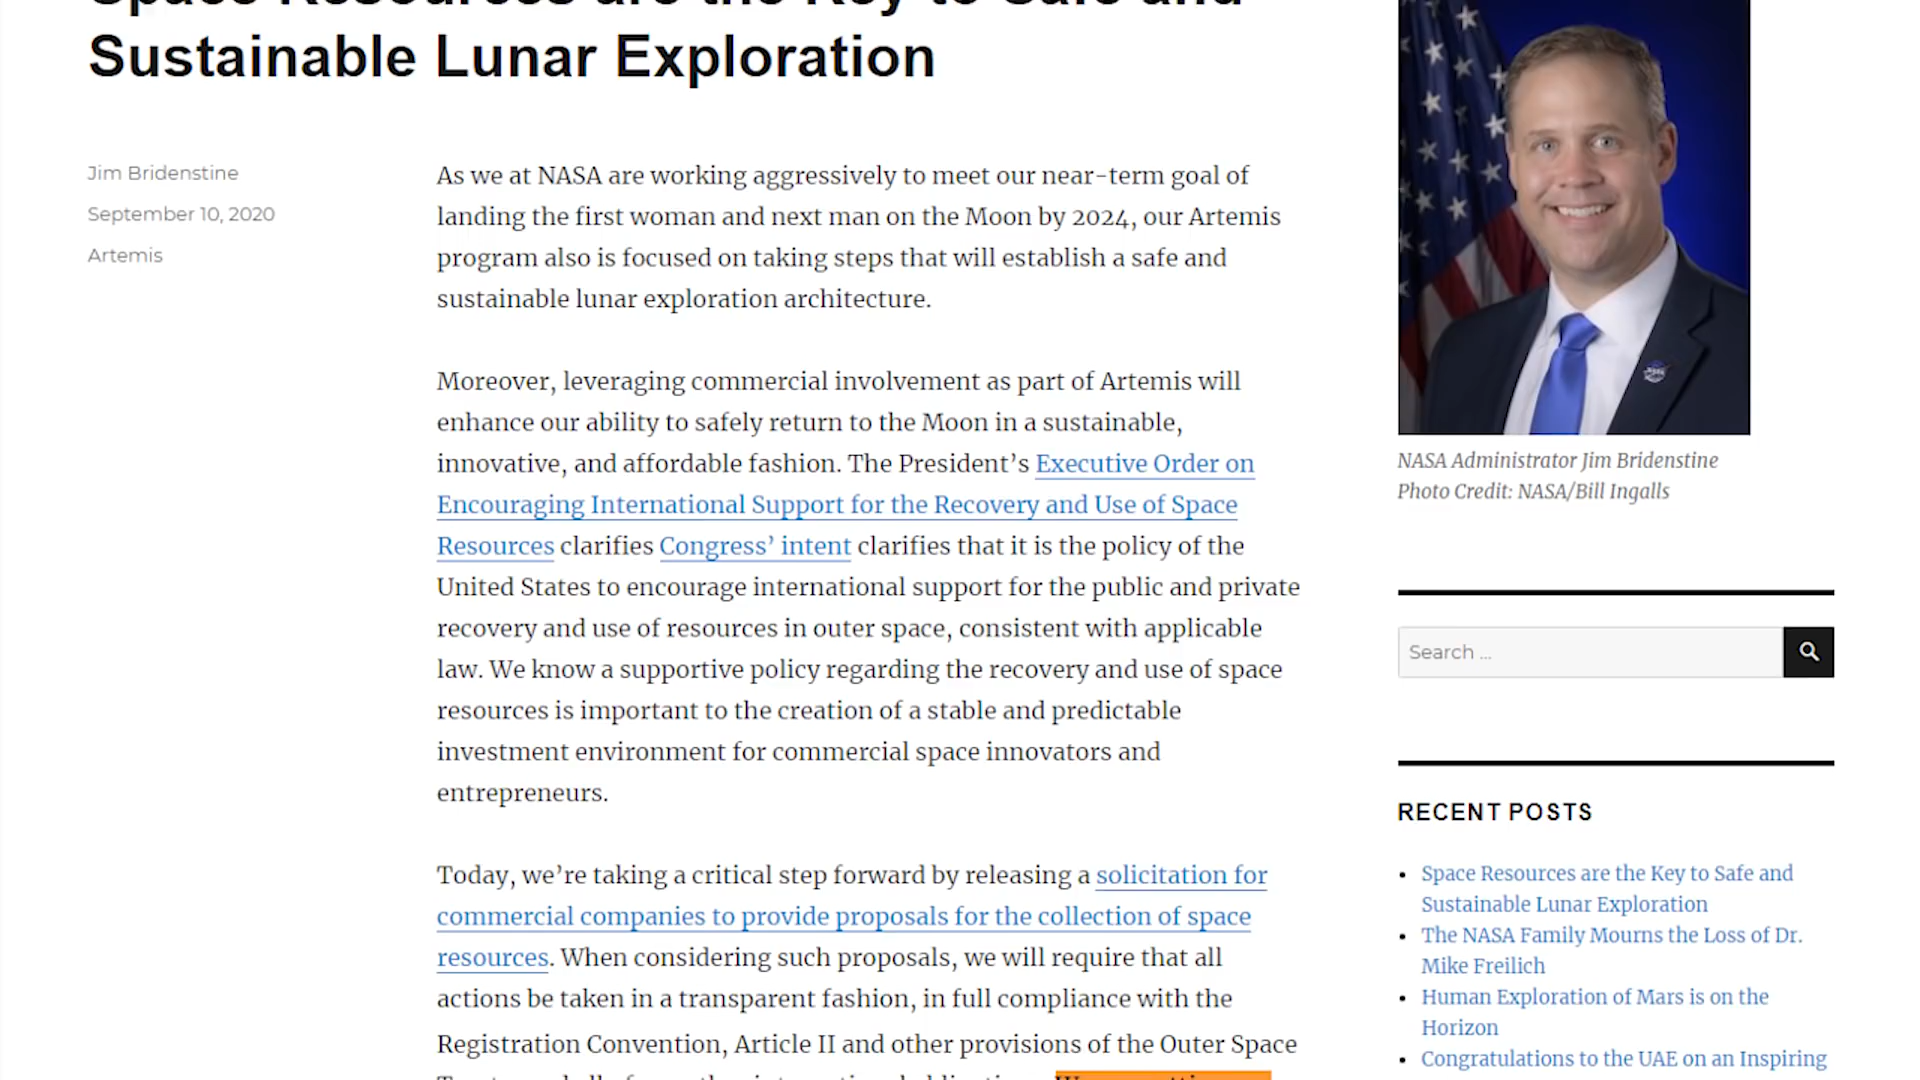 Space Resources are the Key to Safe and
Sustainable Lunar Exploration
Jim Bridenstine
September 10, 2020
Artemis
As we at NASA are working aggressively to meet our near-term goal of
landing the first woman and next man on the Moon by 2024, our Artemis
program also is focused on taking steps that will establish a safe and
sustainable lunar exploration architecture.
Moreover, leveraging commercial involvement as part of Artemis will
enhance our ability to safely return to the Moon in a sustainable,
innovative, and affordable fashion. The President’s Executive Order on
Encouraging International Support for the Recovery and Use of Space
Resources clarifies Congress’ intent clarifies that it is the policy of the
United States to encourage international support for the public and private
recovery and use of resources in outer space, consistent with applicable
law. We know a supportive policy regarding the recovery and use of space
resources is important to the creation of a stable and predictable
investment environment for commercial space innovators and
entrepreneurs.
Today, we’re taking a critical step forward by releasing a solicitation for
commercial companies to provide proposals for the collection of space
resources. When considering such proposals, we will require that all
actions be taken in a transparent fashion, in full compliance with the
Registration Convention, Article II and other provisions of the Outer Space
NASA
NASA Administrator Jim Bridenstine
Photo Credit: NASA/Bill Ingalls
Search ...
RECENT POSTS
• Space Resources are the Key to Safe and
Sustainable Lunar Exploration
• The NASA Family Mourns the Loss of Dr.
Mike Freilich
• Human Exploration of Mars is on the
Horizon
• Congratulations to the UAE on an Inspiring